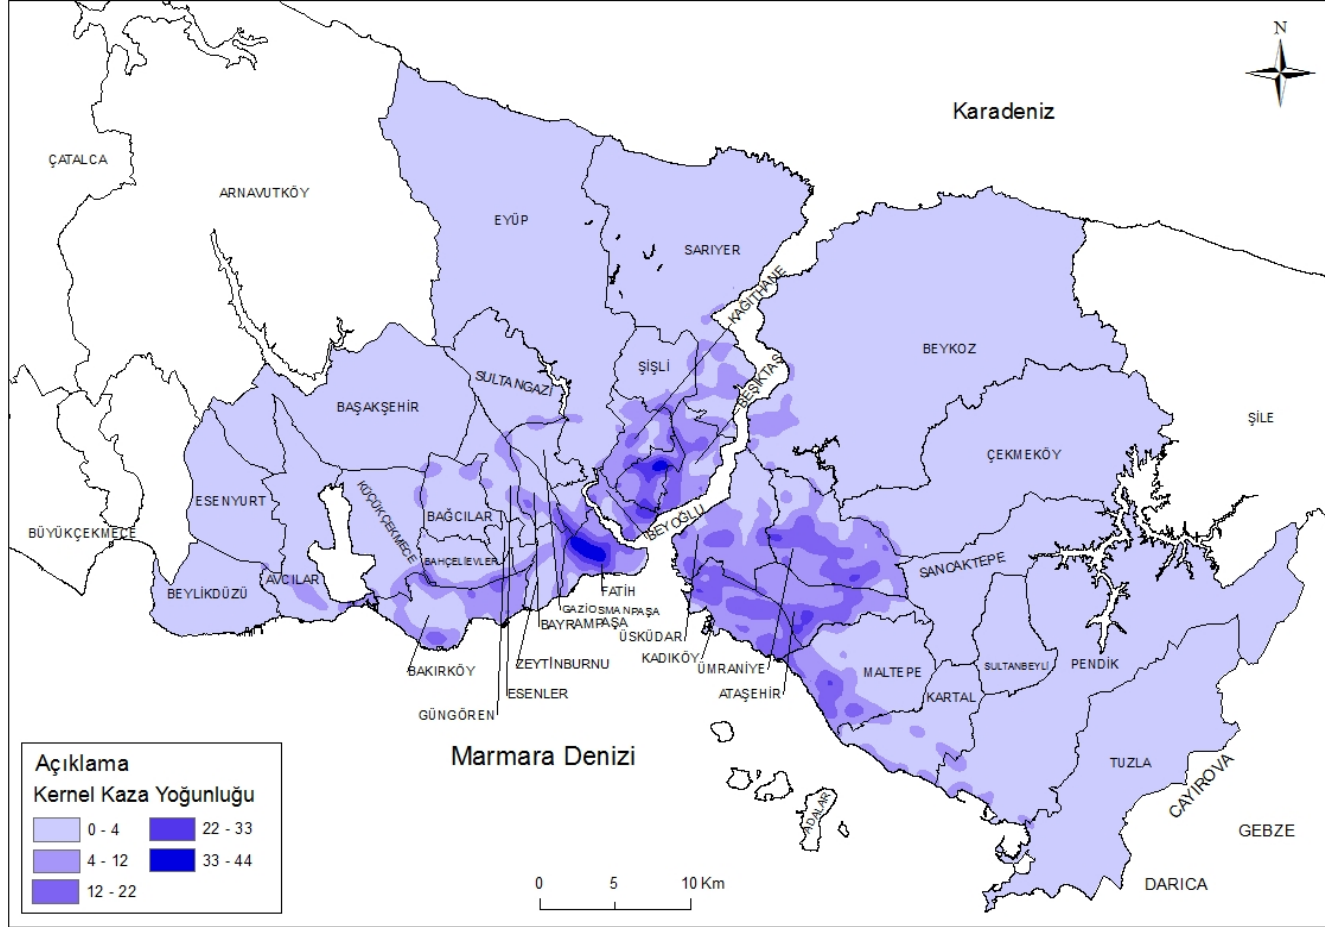 N
Karadeniz
ÇATALCA
ARNAVUTKÖY
EYÜP
SARIYER
KAĞITHANE
BEYKOZ
ŞİŞLİ
BEŞİKTAŞ
SULTANGAZİ
BAŞAKŞEHİR
ŞİLE
ÇEKMEKÖY
ESENYURT
KÜÇÜKÇEKMECE
BAĞCILAR
BÜYÜKÇEKMECE
BEYOĞLU
BAHÇELİEVLER
SANCAKTEPE
AVCILAR
BEYLİKDÜZÜ
FATİH
GAZİOSMANPAŞA
BAYRAMPAŞA
ÜSKÜDAR
KADIKÖY
ZEYTİNBURNU
BAKIRKÖY
ÜMRANİYE
MALTEPE
SULTANBEYLİ
PENDİK
ESENLER
ATAŞEHİR
KARTAL
GÜNGÖREN
Marmara Denizi
TUZLA
ÇAYIROVA
ADALAR
GEBZE
DARICA
Açıklama
Kernel Kaza Yoğunluğu
0 - 4
22 - 33
4 - 12
33 - 44
12 - 22
0 5 10 Km